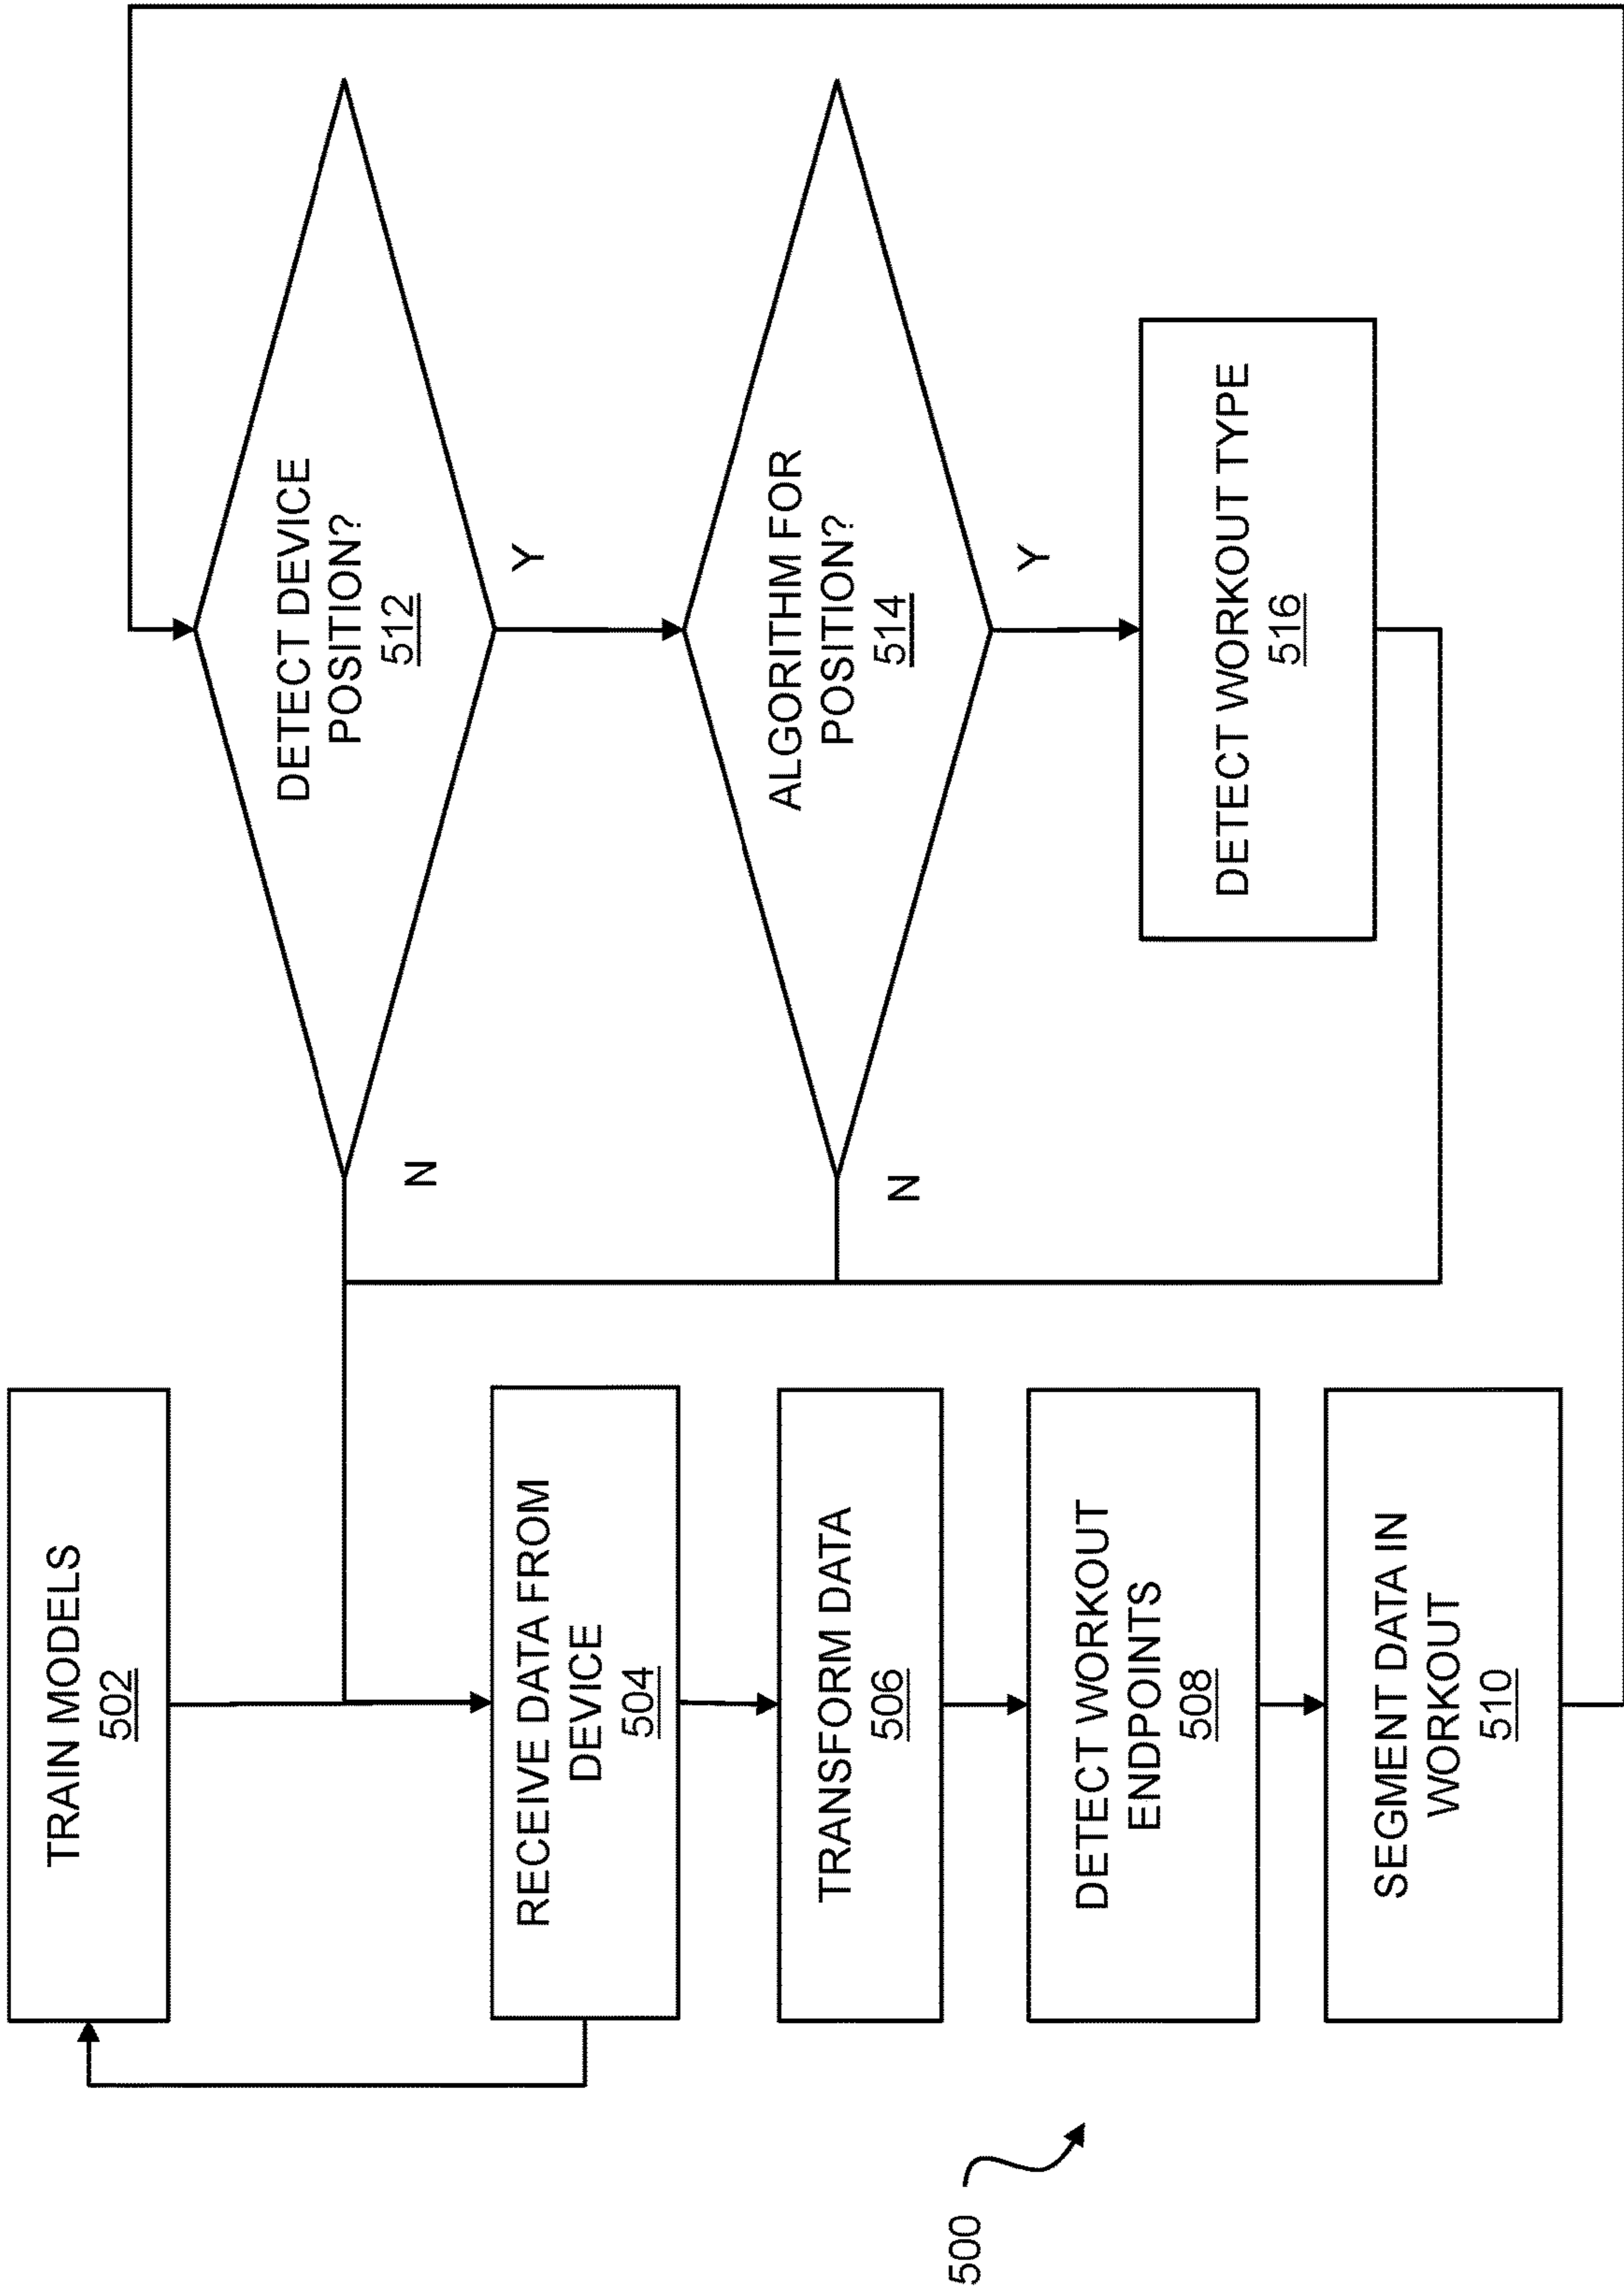 500
TRAIN MODELS
502
RECEIVE DATA FROM
DEVICE
504
TRANSFORM DATA
506
DETECT WORKOUT
ENDPOINTS
508
SEGMENT DATA IN
WORKOUT
510
DETECT DEVICE
POSITION?
512
N
Y
ALGORITHM FOR
POSITION?
514
N
Y
DETECT WORKOUT TYPE
516